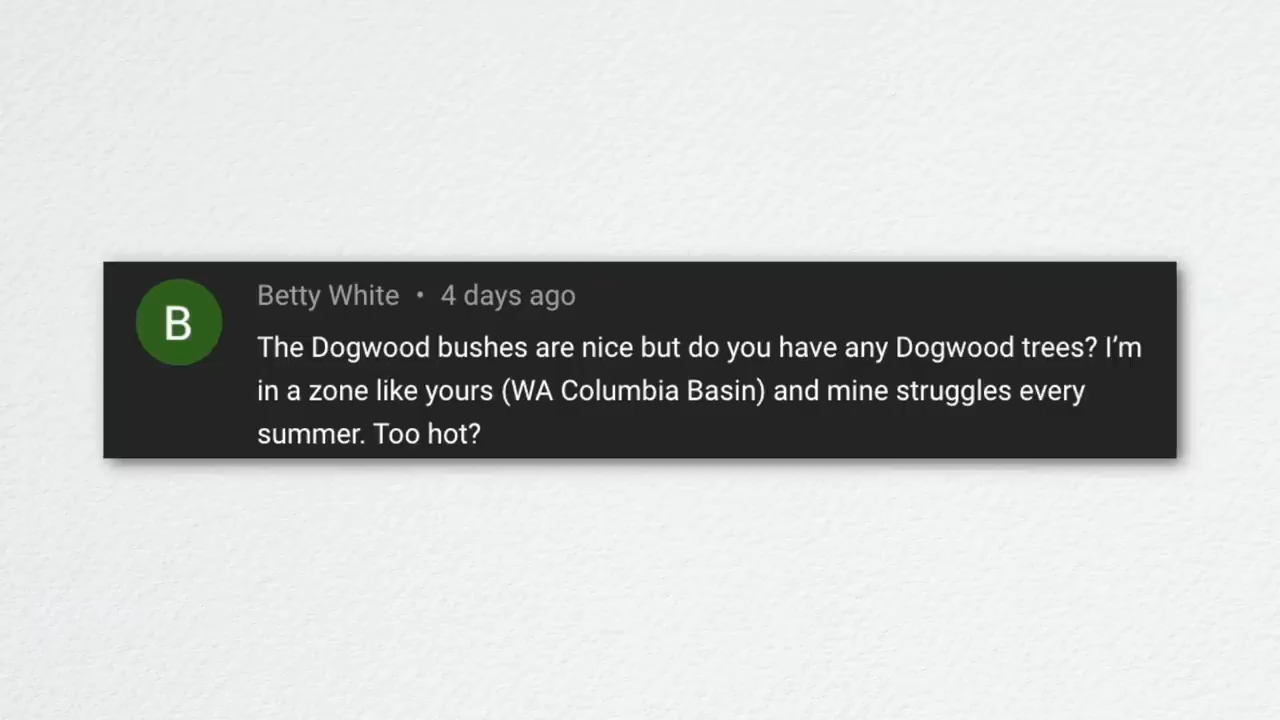 B
Betty White • 4 days ago
The Dogwood bushes are nice but do you have any Dogwood trees? I’m
in a zone like yours (WA Columbia Basin) and mine struggles every
summer. Too hot?